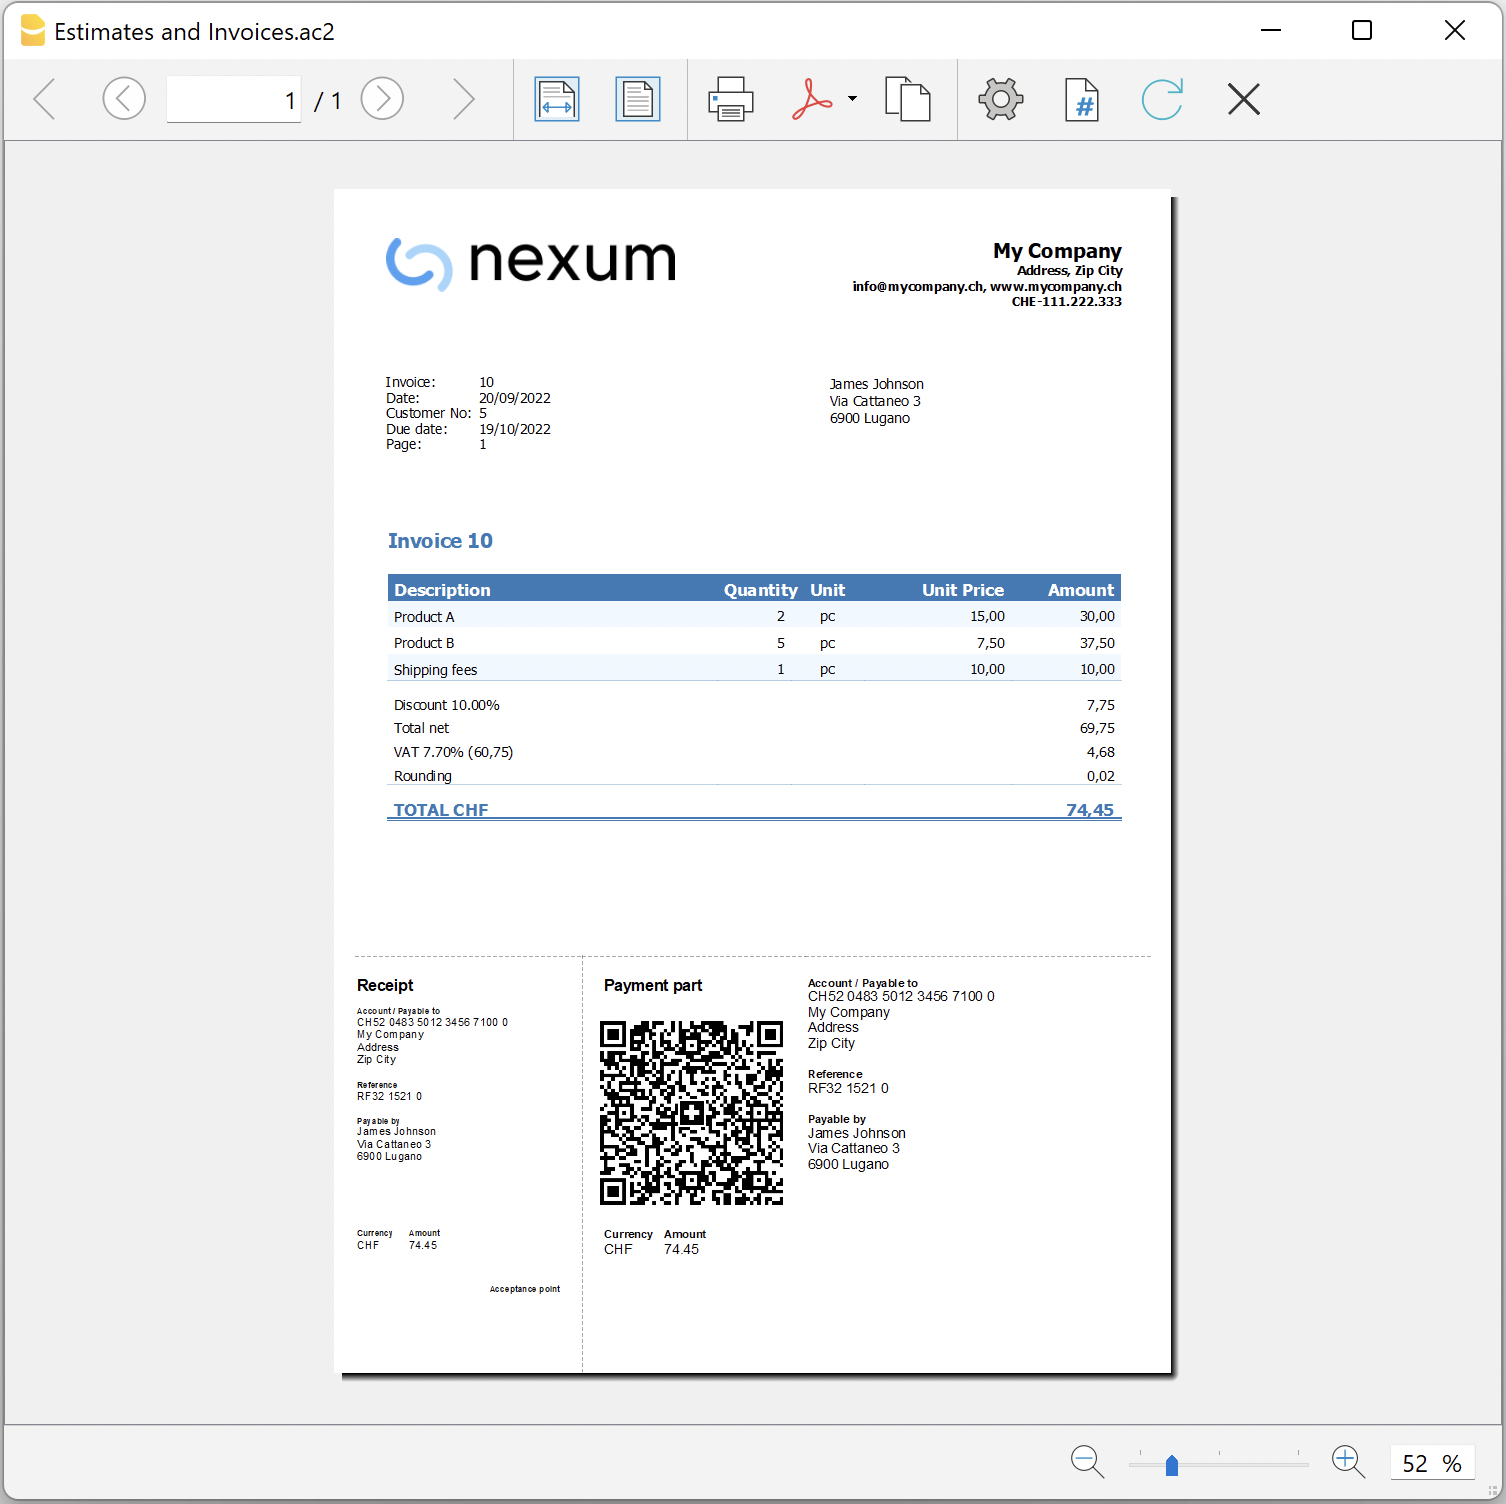 Estimates and Invoices.ac2
1 / 1
#
nexum
My Company
Address, Zip City
info@mycompany.ch, www.mycompany.ch
CHE-111.222.333
Invoice: 10
Date: 20/09/2022
Customer No: 5
Due date: 19/10/2022
Page: 1
James Johnson
Via Cattaneo 3
6900 Lugano
Invoice 10
Description Quantity Unit Unit Price Amount
Product A 2 pc 15,00 30,00
Product B 5 pc 7,50 37,50
Shipping fees 1 pc 10,00 10,00
Discount 10.00% 7,75
Total net 69,75
VAT 7.70% (60,75) 4,68
Rounding 0,02
TOTAL CHF 74,45
Receipt
Account / Payable to
CH52 0483 5012 3456 7100 0
My Company
Address
Zip City
Reference
RF32 1521 0
Payable by
James Johnson
Via Cattaneo 3
6900 Lugano
Currency Amount
CHF 74.45
Acceptance point
Payment part
Currency Amount
CHF 74.45
Account / Payable to
CH52 0483 5012 3456 7100 0
My Company
Address
Zip City
Reference
RF32 1521 0
Payable by
James Johnson
Via Cattaneo 3
6900 Lugano
52 %